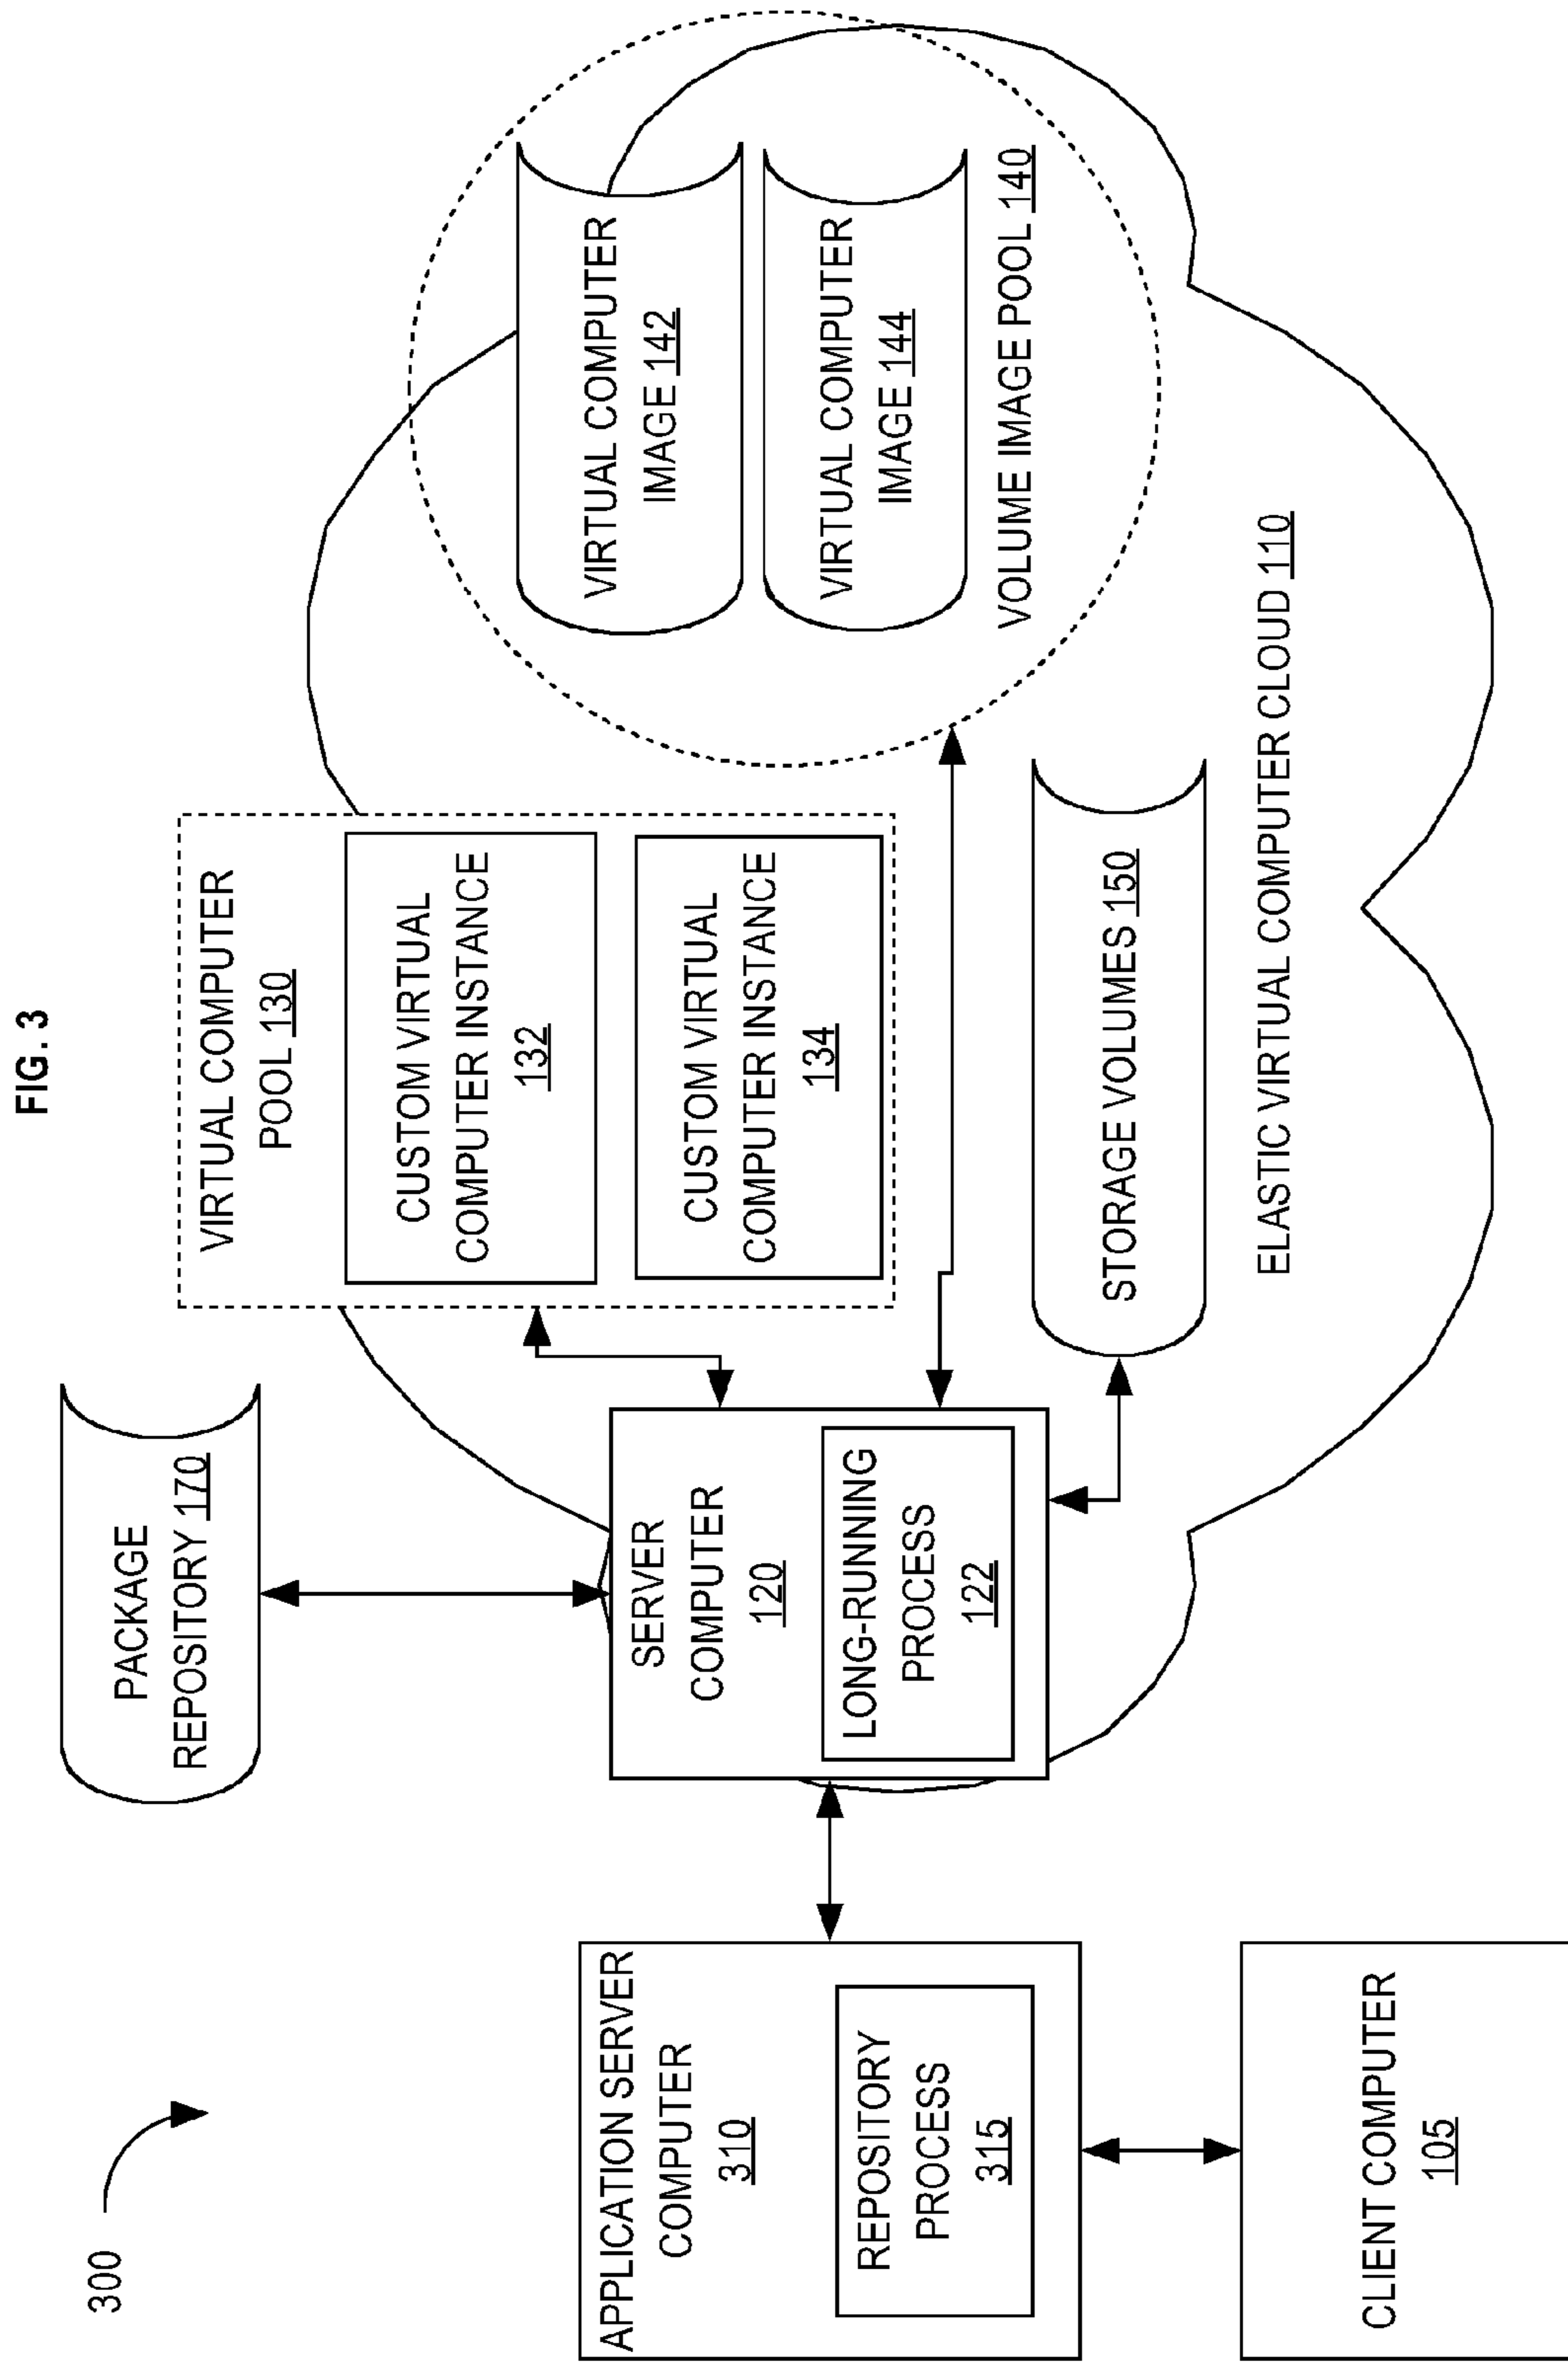 FIG. 3
300
PACKAGE
REPOSITORY 170
VIRTUAL COMPUTER
POOL 130
CUSTOM VIRTUAL
COMPUTER INSTANCE
132
CUSTOM VIRTUAL
COMPUTER INSTANCE
134
VIRTUAL COMPUTER
IMAGE 142
VIRTUAL COMPUTER
IMAGE 144
VOLUME IMAGE POOL 140
APPLICATION SERVER
COMPUTER
310
REPOSITORY
PROCESS
315
SERVER
COMPUTER
120
LONG-RUNNING
PROCESS
122
STORAGE VOLUMES 150
ELASTIC VIRTUAL COMPUTER CLOUD 110
CLIENT COMPUTER
105